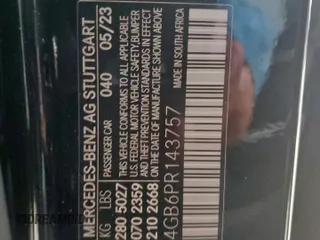 MERCEDES-BENZ AG STUTTGART
PASSENGER CAR 040 05/23
KG LBS
280 5027
070 2359
210 2668
THIS VEHICLE CONFORMS TO ALL APPLICABLE
U.S. FEDERAL MOTOR VEHICLE SAFETY, BUMPER
AND THEFT PREVENTION STANDARDS IN EFFECT
ON THE DATE OF MANUFACTURE SHOWN ABOVE.
MADE IN SOUTH AFRICA
4GB6PR143757